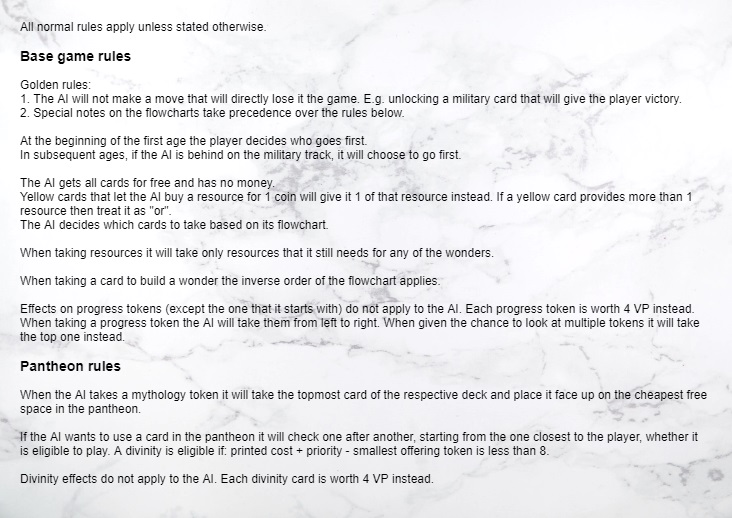 All normal rules apply unless stated otherwise.
Base game rules
Golden rules:
1. The AI will not make a move that will directly lose it the game. E.g. unlocking a military card that will give the player victory.
2. Special notes on the flowcharts take precedence over the rules below.
At the beginning of the first age the player decides who goes first.
In subsequent ages, if the AI is behind on the military track, it will choose to go first.
The AI gets all cards for free and has no money.
Yellow cards that let the AI buy a resource for 1 coin will give it 1 of that resource instead. If a yellow card provides more than 1
resource then treat it as "or".
The AI decides which cards to take based on its flowchart.
When taking resources it will take only resources that it still needs for any of the wonders.
When taking a card to build a wonder the inverse order of the flowchart applies.
Effects on progress tokens (except the one that it starts with) do not apply to the AI. Each progress token is worth 4 VP instead.
When taking a progress token the AI will take them from left to right. When given the chance to look at multiple tokens it will take
the top one instead.
Pantheon rules
When the AI takes a mythology token it will take the topmost card of the respective deck and place it face up on the cheapest free
space in the pantheon.
If the AI wants to use a card in the pantheon it will check one after another, starting from the one closest to the player, whether it
is eligible to play. A divinity is eligible if: printed cost + priority - smallest offering token is less than 8.
Divinity effects do not apply to the AI. Each divinity card is worth 4 VP instead.